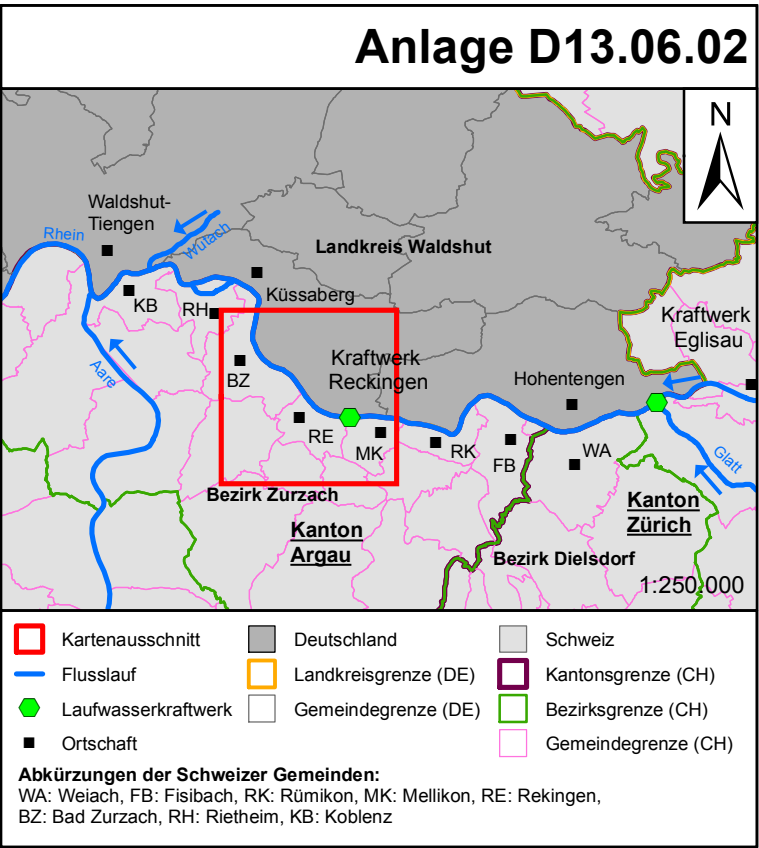 Anlage D13.06.02
N
Waldshut-
Tiengen
Rhein
Wutach
Landkreis Waldshut
Küssaberg
KB
RH
Kraftwerk
Eglisau
Aare
BZ
Kraftwerk
Reckingen
Hohentengen
RE
MK
RK
FB
WA
Glatt
Bezirk Zurzach
Kanton
Argau
Kanton
Zürich
Bezirk Dielsdorf
1:250.000
Kartenausschnitt
Deutschland
Schweiz
Flusslauf
Landkreisgrenze (DE)
Kantonsgrenze (CH)
Laufwasserkraftwerk
Gemeindegrenze (DE)
Bezirksgrenze (CH)
Ortschaft
Gemeindegrenze (CH)
Abkürzungen der Schweizer Gemeinden:
WA: Weiach, FB: Fisibach, RK: Rümikon, MK: Mellikon, RE: Rekingen,
BZ: Bad Zurzach, RH: Rietheim, KB: Koblenz